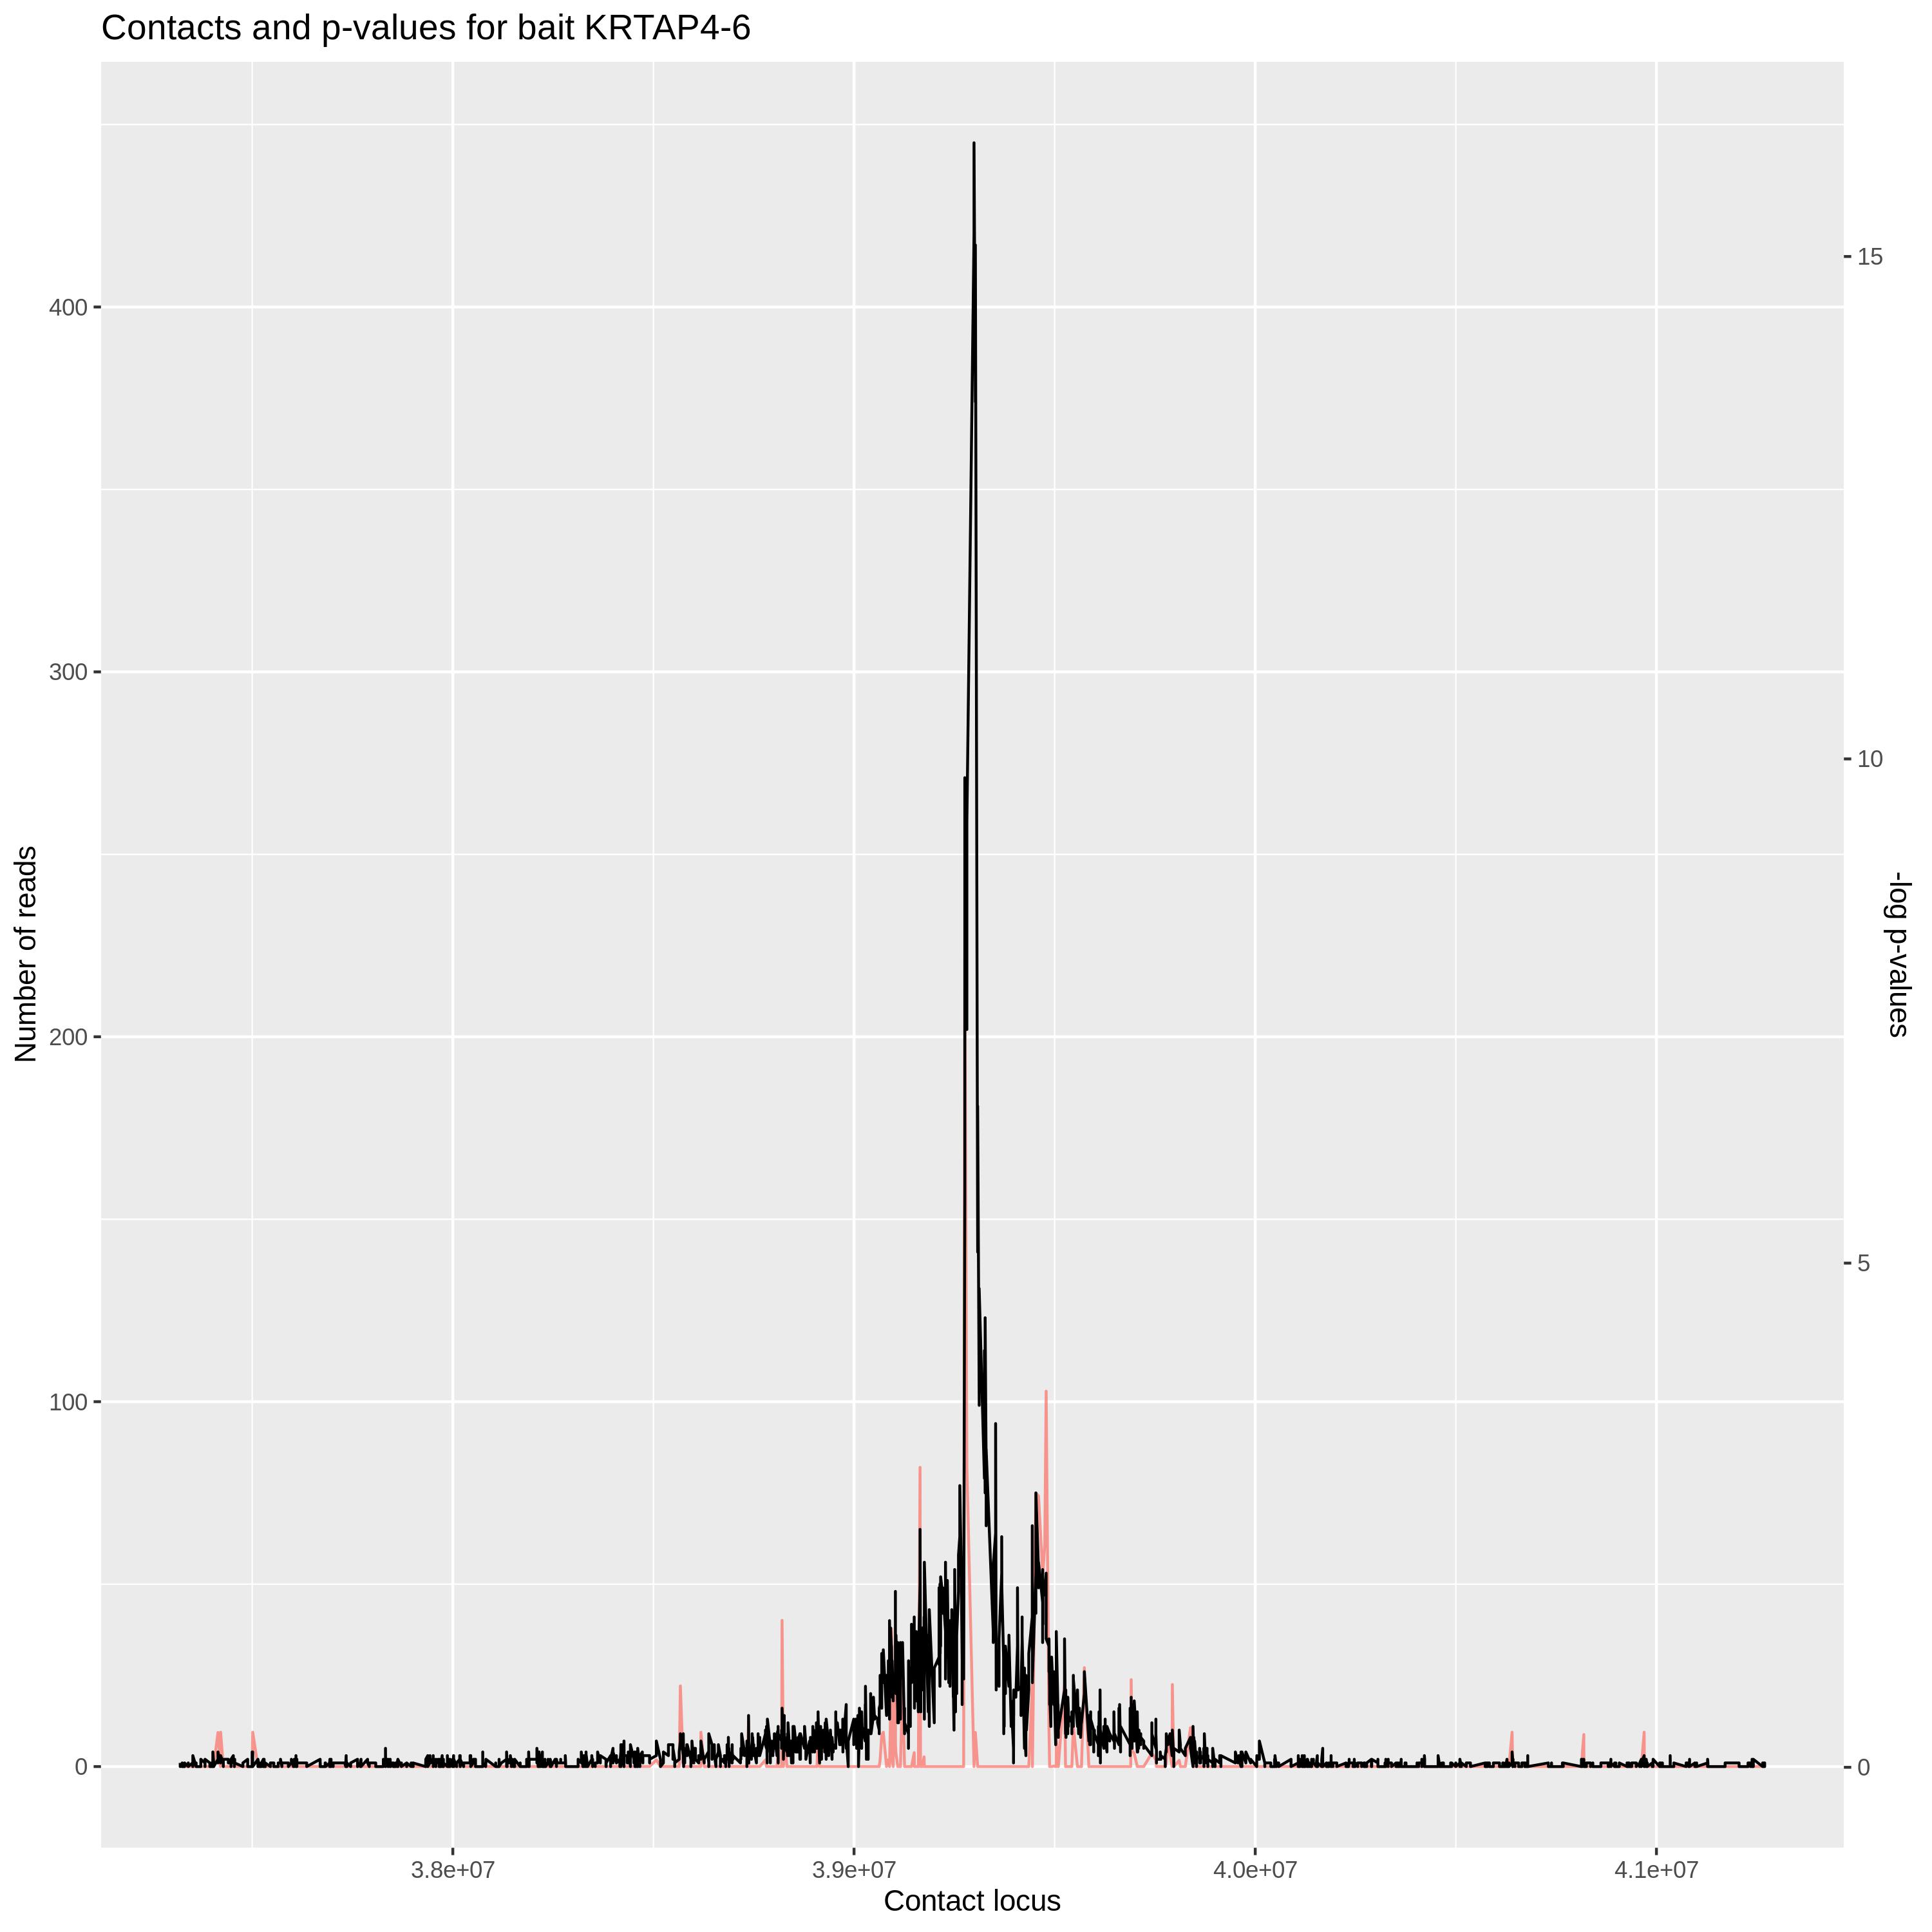 Contacts and p-values for bait KRTAP4-6
400
300
200
100
0
15
10
5
0
Number of reads
-log p-values
3.8e+07
3.9e+07
4.0e+07
4.1e+07
Contact locus